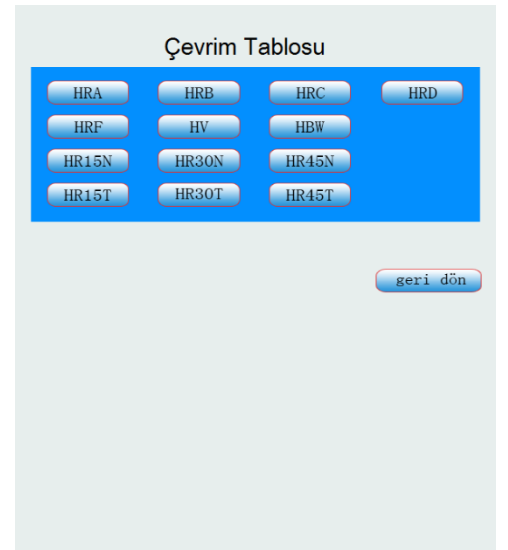 Çevrim Tablosu
HRA HRB HRC HRD
HRF HV HBW
HR15N HR30N HR45N
HR15T HR30T HR45T
geri dön